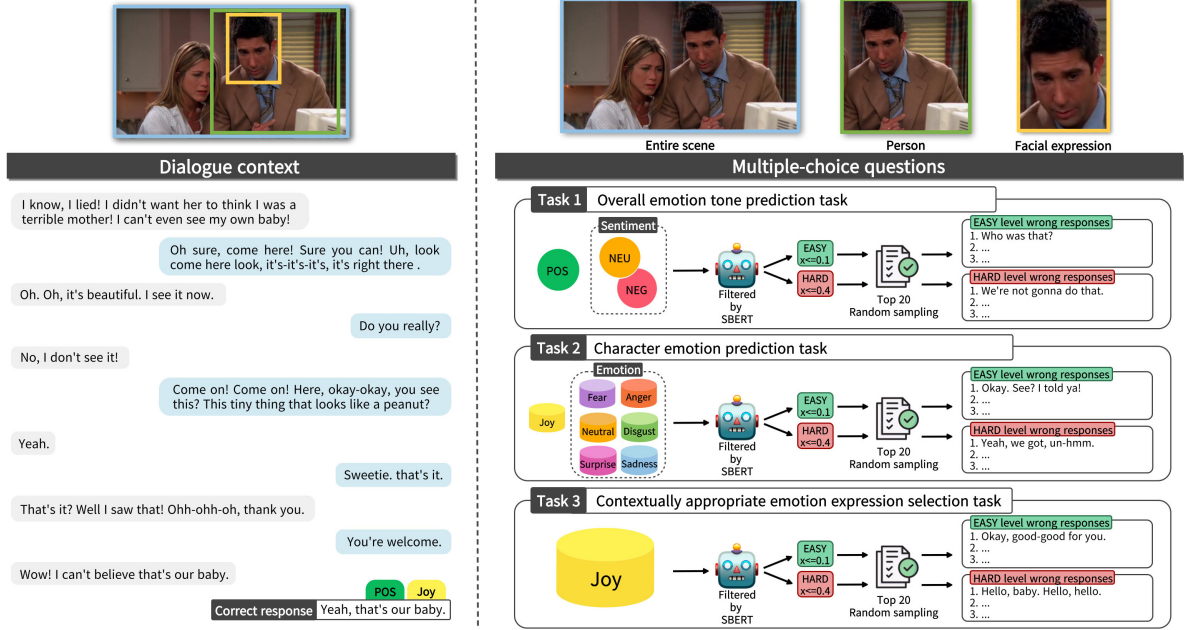 Dialogue context
I know, I lied! I didn't want her to think I was a
terrible mother! I can't even see my own baby!
Oh sure, come here! Sure you can! Uh, look
come here look, it's-it's-it's, it's right there .
Oh. Oh, it's beautiful. I see it now.
Do you really?
No, I don't see it!
Come on! Come on! Here, okay-okay, you see
this? This tiny thing that looks like a peanut?
Yeah.
Sweetie. that's it.
That's it? Well I saw that! Ohh-ohh-oh, thank you.
You're welcome.
Wow! I can't believe that's our baby.
POS Joy
Correct response Yeah, that's our baby.
Entire scene
Person
Facial expression
Multiple-choice questions
Task 1 Overall emotion tone prediction task
Sentiment
POS
NEU
NEG
Filtered
by
SBERT
EASY
x<=0.1
HARD
x<=0.4
Top 20
Random sampling
EASY level wrong responses
1. Who was that?
2. ...
3. ...
HARD level wrong responses
1. We're not gonna do that.
2. ...
3. ...
Task 2 Character emotion prediction task
Emotion
Joy
Fear Anger
Neutral Disgust
Surprise Sadness
Filtered
by
SBERT
EASY
x<=0.1
HARD
x<=0.4
Top 20
Random sampling
EASY level wrong responses
1. Okay. See? I told ya!
2. ...
3. ...
HARD level wrong responses
1. Yeah, we got, un-hmm.
2. ...
3. ...
Task 3 Contextually appropriate emotion expression selection task
Joy
Filtered
by
SBERT
EASY
x<=0.1
HARD
x<=0.4
Top 20
Random sampling
EASY level wrong responses
1. Okay, good-good for you.
2. ...
3. ...
HARD level wrong responses
1. Hello, baby. Hello, hello.
2. ...
3. ...